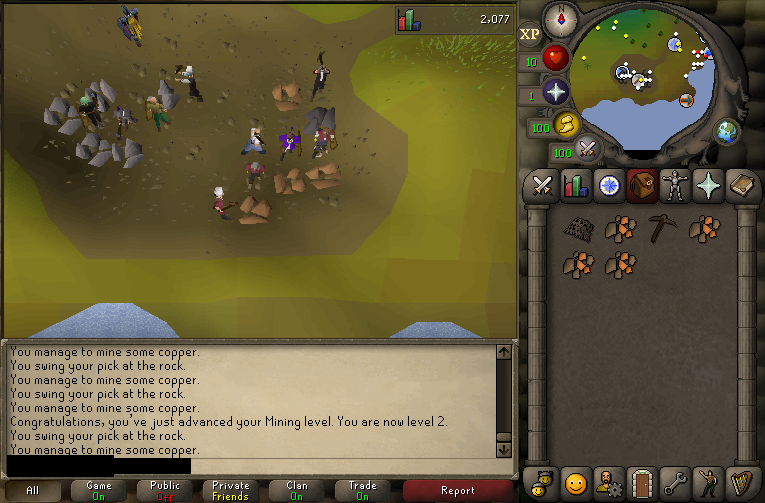 2,077
XP
10
1
100
100
You manage to mine some copper.
You swing your pick at the rock.
You manage to mine some copper.
You swing your pick at the rock.
You manage to mine some copper.
Congratulations, you've just advanced your Mining level. You are now level 2.
You swing your pick at the rock.
You manage to mine some copper.
All
Game
On
Public
Off
Private
Friends
Clan
On
Trade
On
Report